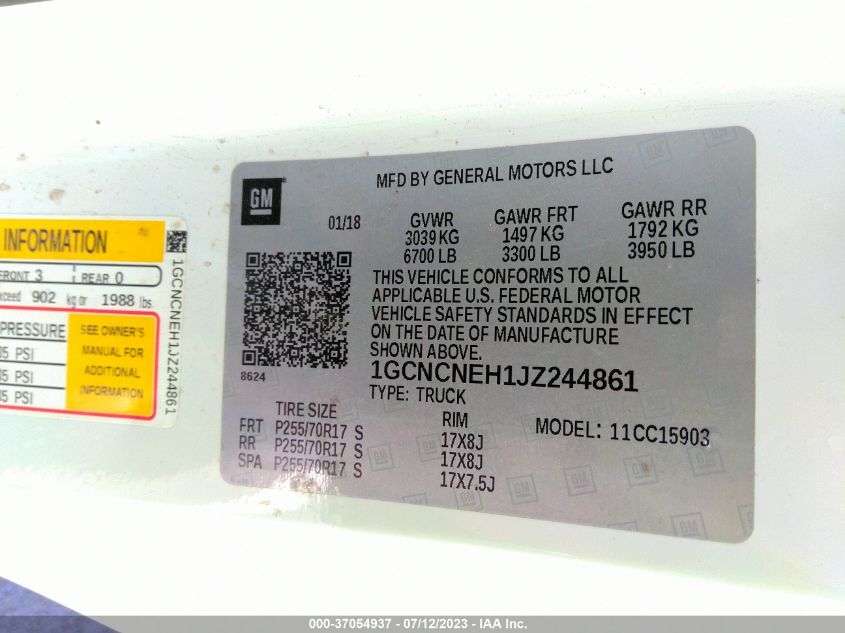 INFORMATION
FRONT 3 REAR 0
902 kg or 1988 lbs
PRESSURE
SEE OWNER'S
MANUAL FOR
ADDITIONAL
INFORMATION
PSI
PSI
PSI
1GCNCNEH1JZ244861
GM
MFD BY GENERAL MOTORS LLC
01/18
GVWR GAWR FRT GAWR RR
3039 KG 1497 KG 1792 KG
6700 LB 3300 LB 3950 LB
THIS VEHICLE CONFORMS TO ALL
APPLICABLE U.S. FEDERAL MOTOR
VEHICLE SAFETY STANDARDS IN EFFECT
ON THE DATE OF MANUFACTURE
SHOWN ABOVE.
8624
1GCNCNEH1JZ244861
TYPE: TRUCK
TIRE SIZE RIM
FRT P255/70R17 S 17X8J
RR P255/70R17 S 17X8J
SPA P255/70R17 S 17X7.5J
MODEL: 11CC15903
000-37054937 - 07/12/2023 - IAA Inc.